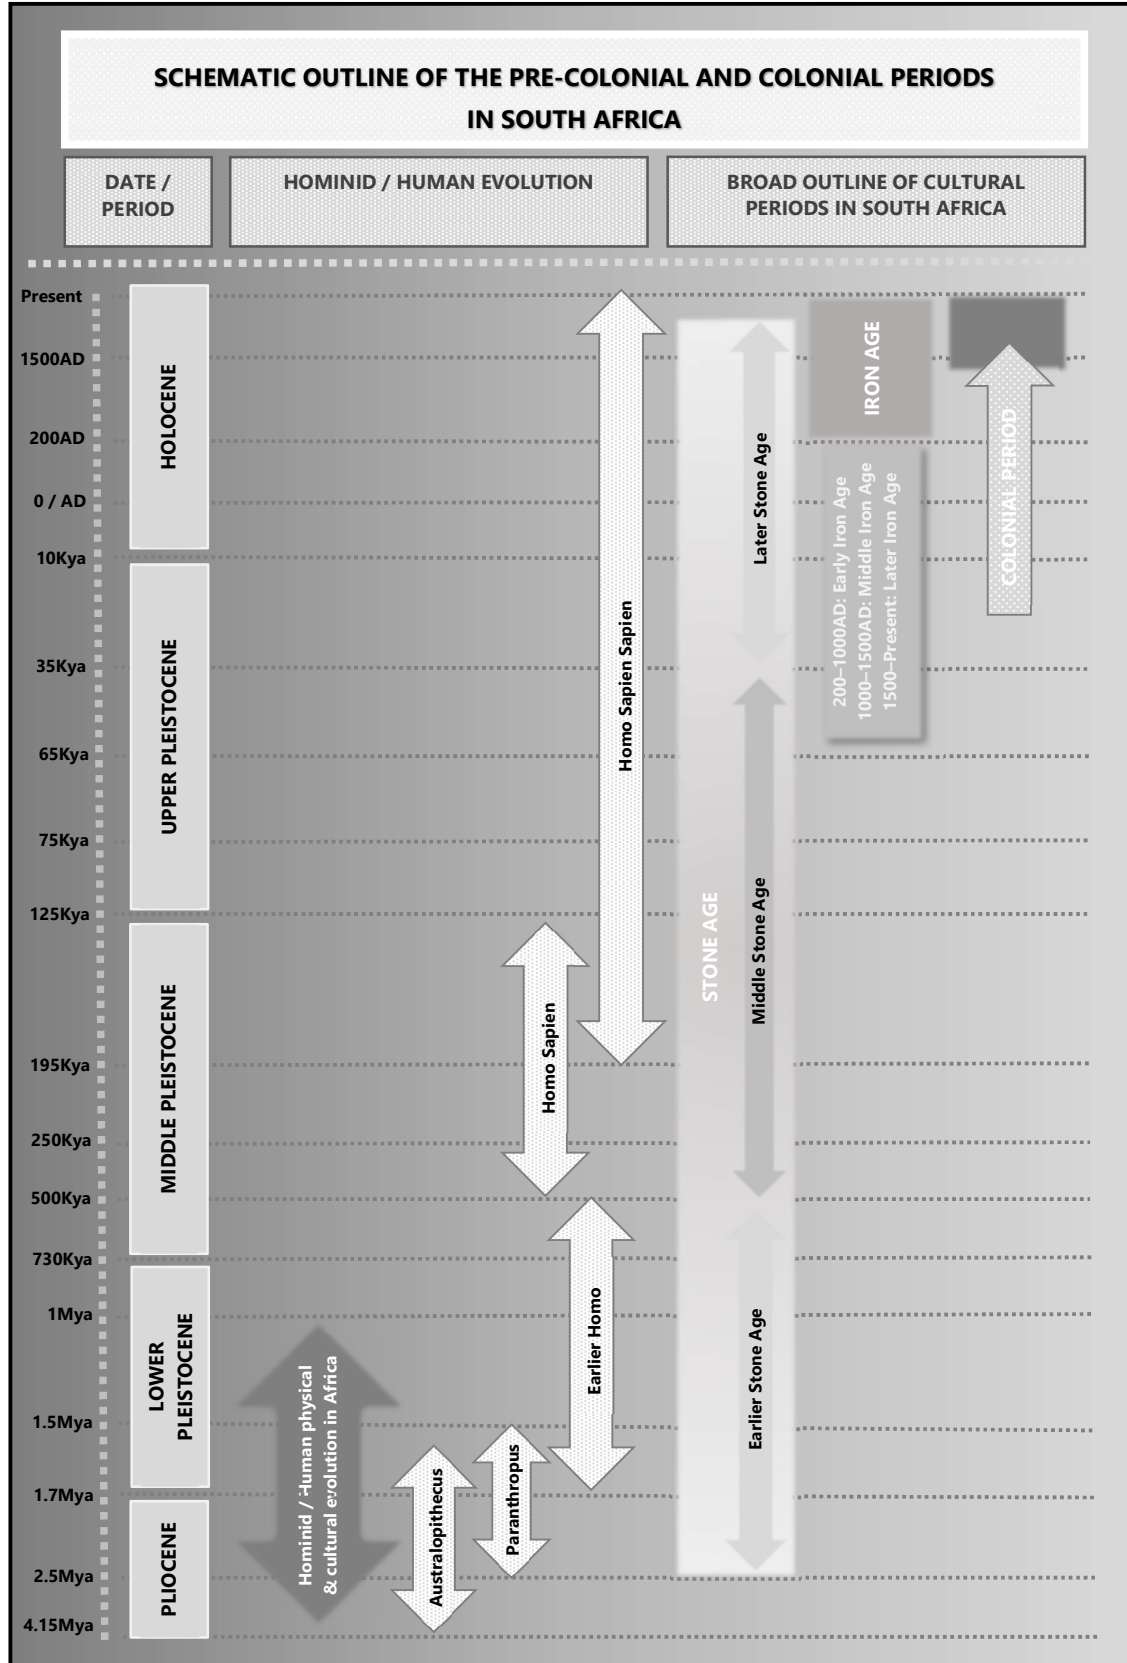 SCHEMATIC OUTLINE OF THE PRE-COLONIAL AND COLONIAL PERIODS
IN SOUTH AFRICA
DATE /
PERIOD
HOMINID / HUMAN EVOLUTION
BROAD OUTLINE OF CULTURAL
PERIODS IN SOUTH AFRICA
Present
1500AD
200AD
0 / AD
10Kya
35Kya
65Kya
75Kya
125Kya
195Kya
250Kya
500Kya
730Kya
1Mya
1.5Mya
1.7Mya
2.5Mya
4.15Mya
HOLOCENE
UPPER PLEISTOCENE
MIDDLE PLEISTOCENE
LOWER
PLEISTOCENE
PLIOCENE
Hominid / Human physical
& cultural evolution in Africa
Australopithecus
Paranthropus
Earlier Homo
Homo Sapien
Homo Sapien Sapien
STONE AGE
Later Stone Age
Middle Stone Age
Earlier Stone Age
IRON AGE
200–1000AD: Early Iron Age
1000–1500AD: Middle Iron Age
1500–Present: Later Iron Age
COLONIAL PERIOD